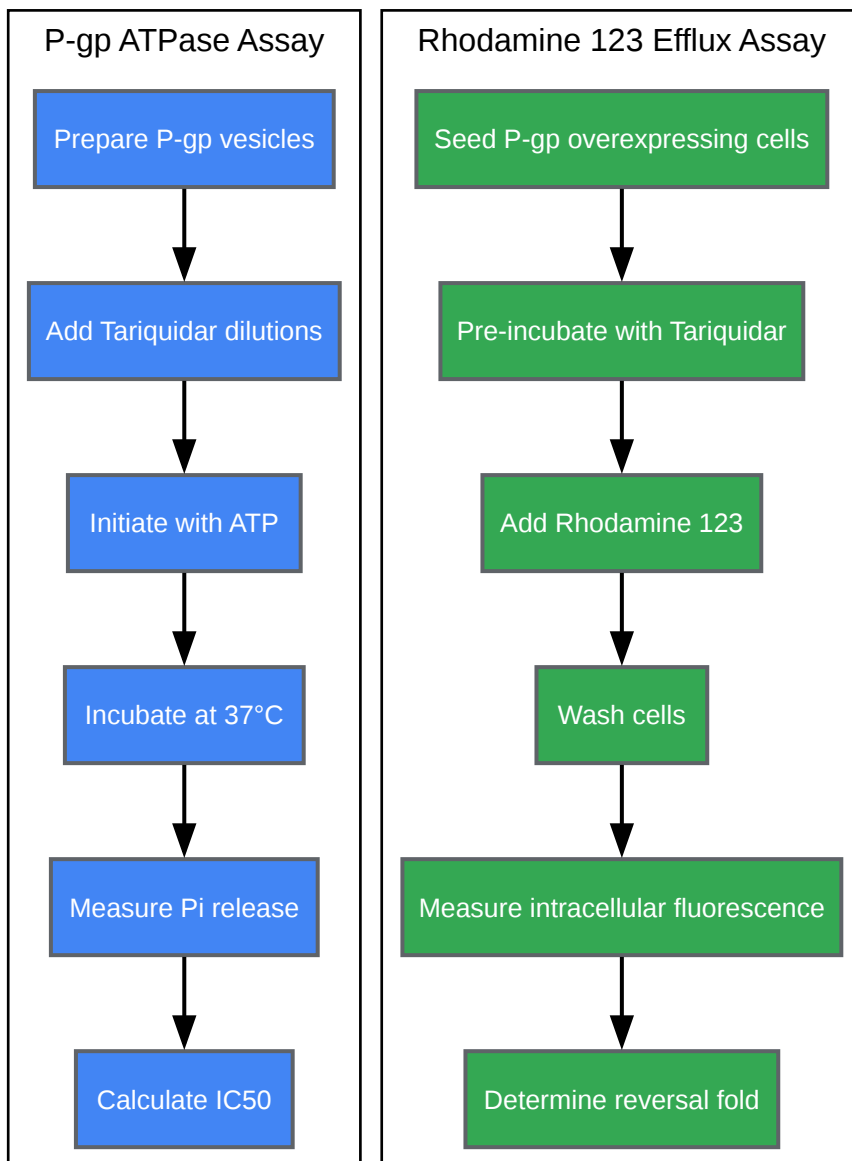 P-gp ATPase Assay
Prepare P-gp vesicles
Add Tariquidar dilutions
Initiate with ATP
Incubate at 37°C
Measure Pi release
Calculate IC50
Rhodamine 123 Efflux Assay
Seed P-gp overexpressing cells
Pre-incubate with Tariquidar
Add Rhodamine 123
Wash cells
Measure intracellular fluorescence
Determine reversal fold